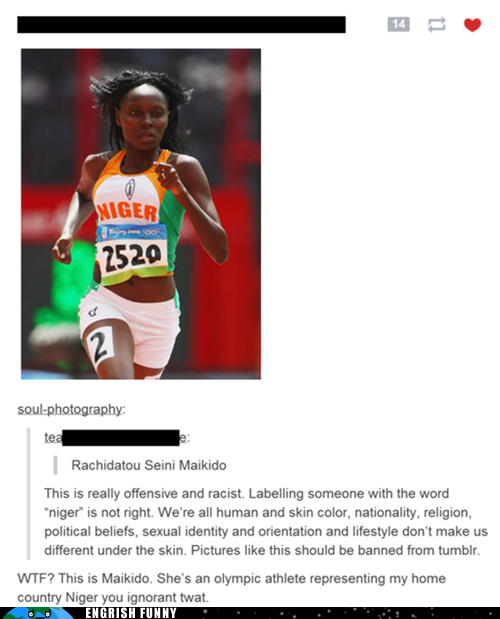 14
NIGER
Beijing 2008
2520
2
soul-photography:
tea
e:
Rachidatou Seini Maikido
This is really offensive and racist. Labelling someone with the word
“niger” is not right. We’re all human and skin color, nationality, religion,
political beliefs, sexual identity and orientation and lifestyle don’t make us
different under the skin. Pictures like this should be banned from tumblr.
WTF? This is Maikido. She’s an olympic athlete representing my home
country Niger you ignorant twat.
ENGRISH FUNNY